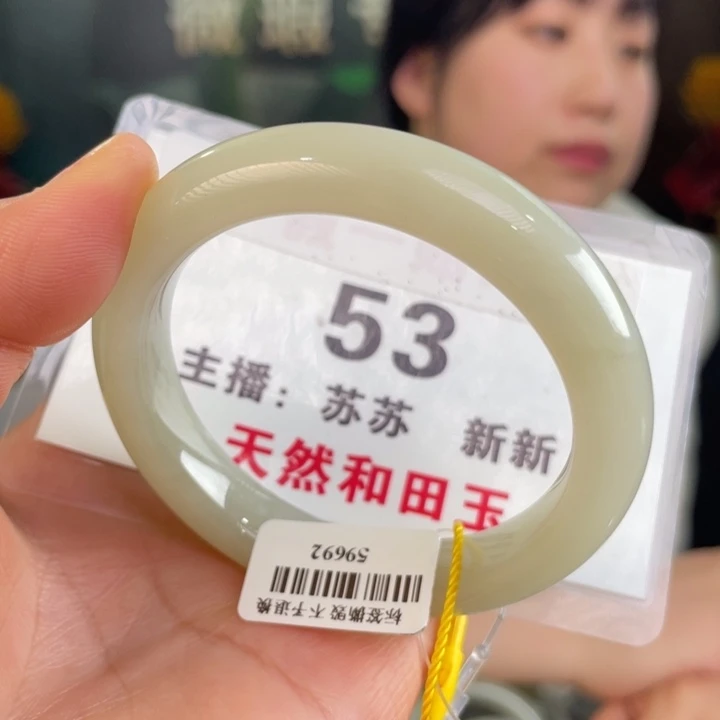 53
主播：苏苏 新新
天然和田玉
59692
标签撕毁 不予退换